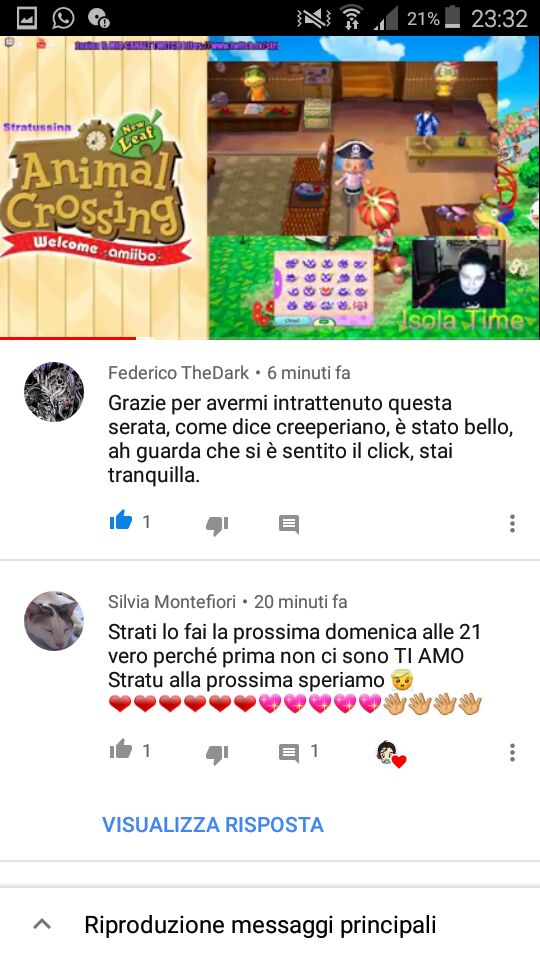 21% 23:32
Stratussina
New
Leaf
Animal
Crossing
Welcome amiibo
Isola Time
Federico TheDark • 6 minuti fa
Grazie per avermi intrattenuto questa
serata, come dice creeperiano, è stato bello,
ah guarda che si è sentito il click, stai
tranquilla.
1
Silvia Montefiori • 20 minuti fa
Strati lo fai la prossima domenica alle 21
vero perché prima non ci sono TI AMO
Stratu alla prossima speriamo 😇
❤❤❤❤❤❤💖💖💖💖💖👋🏽👋🏽👋🏽👋🏽
1 1
VISUALIZZA RISPOSTA
Riproduzione messaggi principali